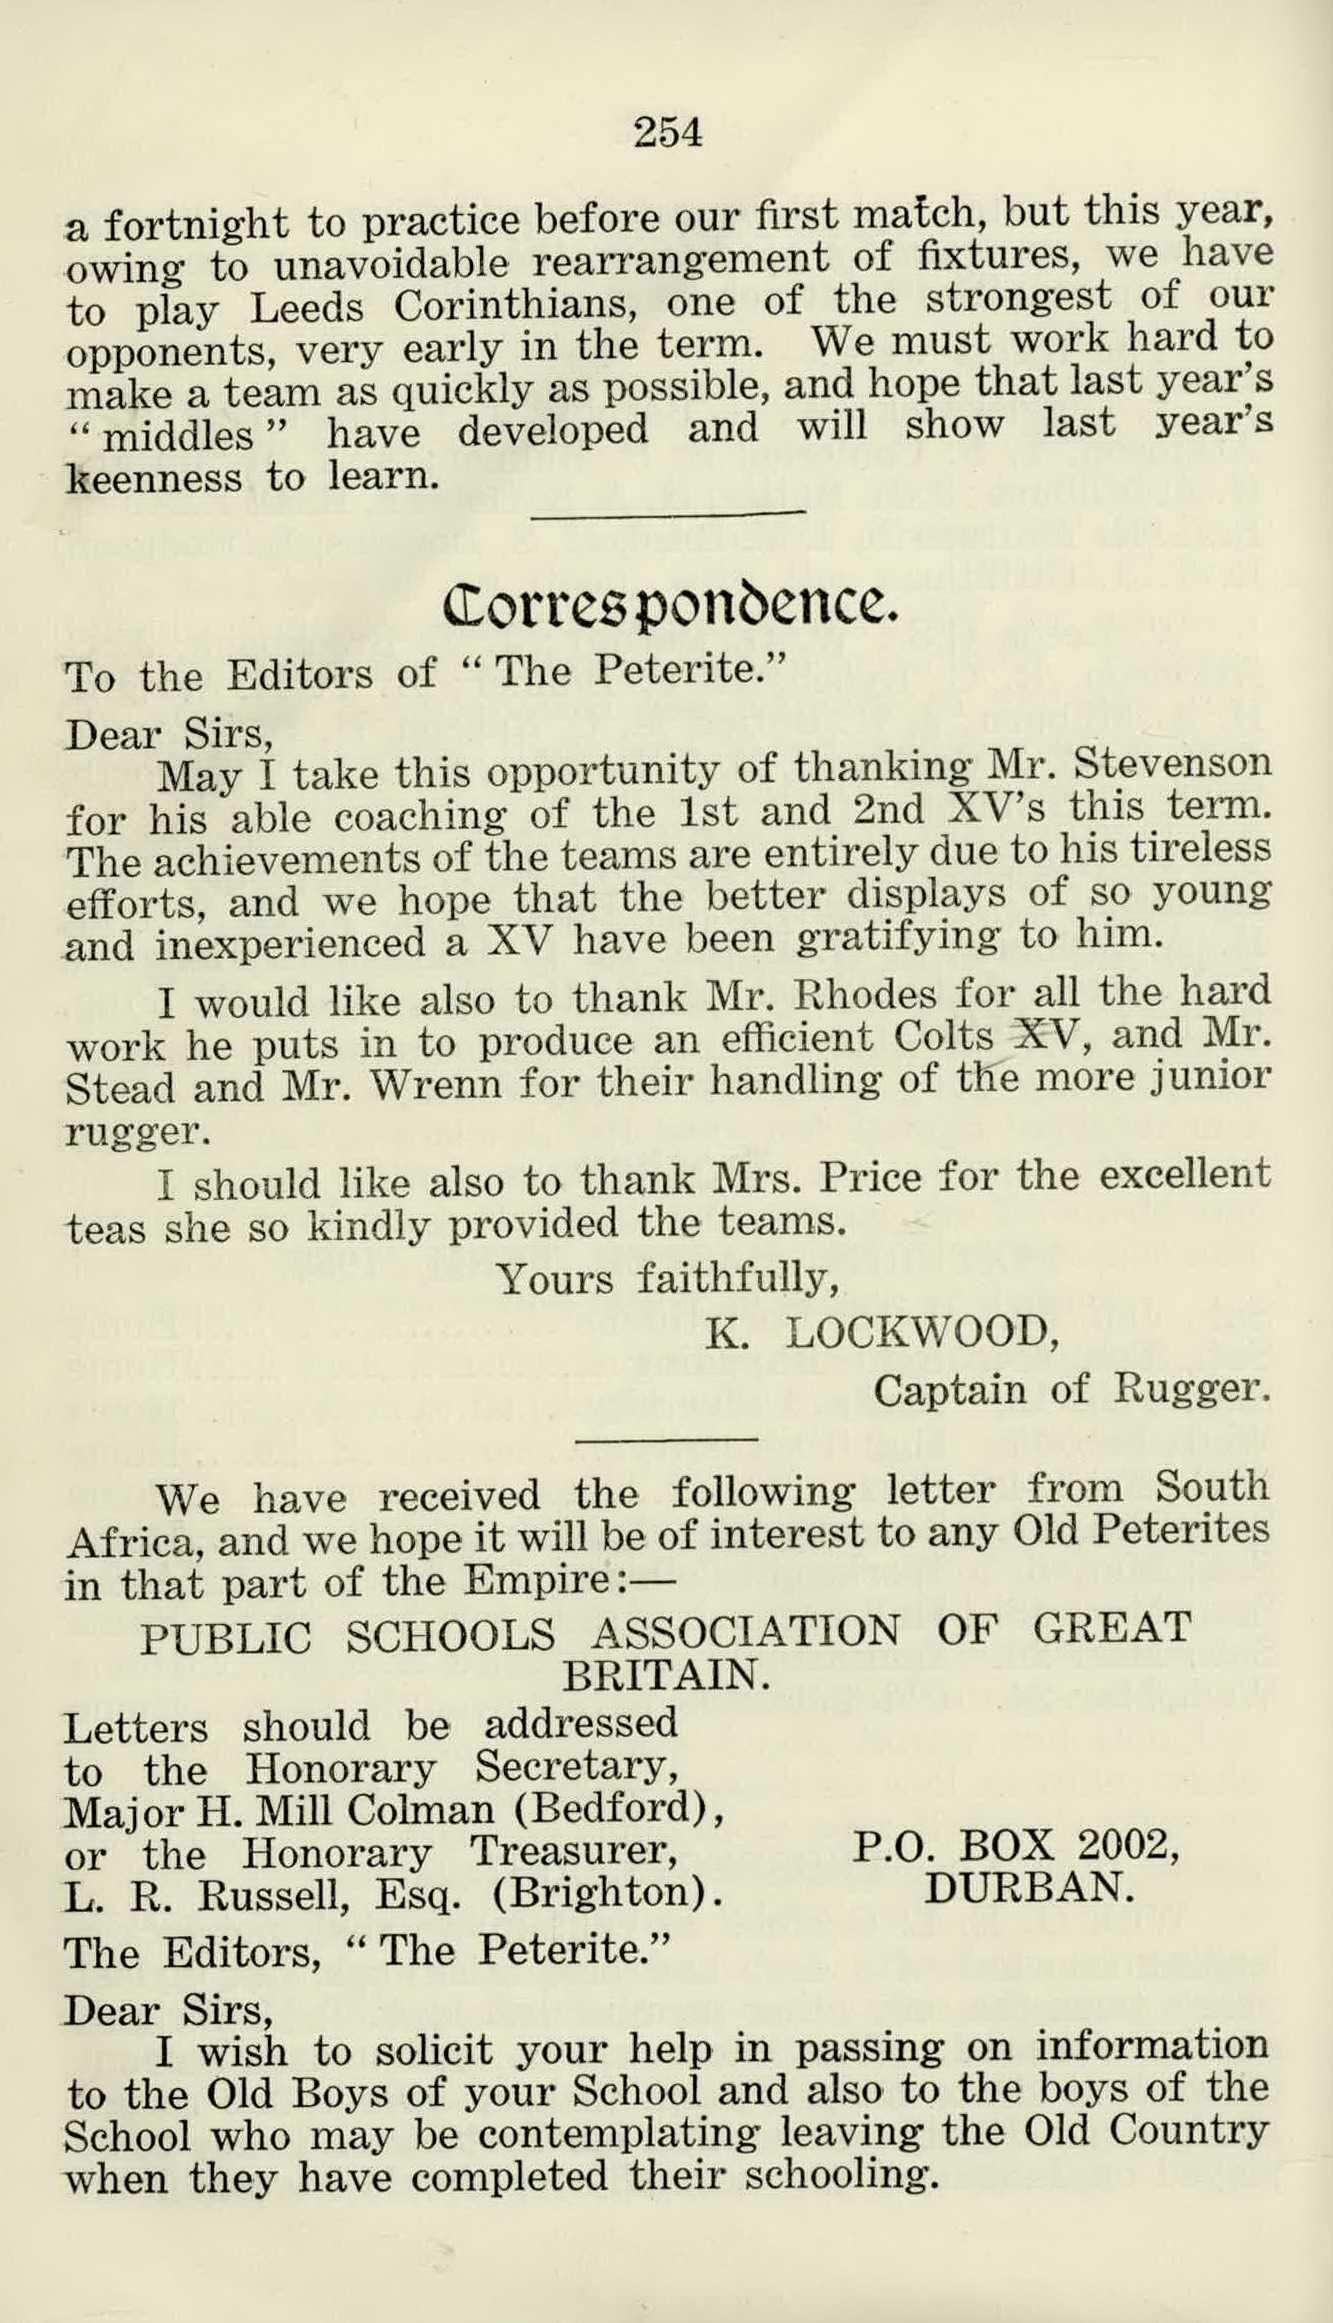 254
a fortnight to practice before our first match, but this year,
owing to unavoidable rearrangement of fixtures, we have
to play Leeds Corinthians, one of the strongest of our
opponents, very early in the term. We must work hard to
make a team as quickly as possible, and hope that last year's
" middles " have developed and will show last year's
keenness to learn.
Correspondence.
To the Editors of " The Peterite."
Dear Sirs,
May I take this opportunity of thanking Mr. Stevenson
for his able coaching of the 1st and 2nd XV's this term.
The achievements of the teams are entirely due to his tireless
efforts, and we hope that the better displays of so young
and inexperienced a XV have been gratifying to him.
I would like also to thank Mr. Rhodes for all the hard
work he puts in to produce an efficient Colts XV, and Mr.
Stead and Mr. Wrenn for their handling of the more junior
rugger.
I should like also to thank Mrs. Price for the excellent
teas she so kindly provided the teams.
Yours faithfully,
K. LOCKWOOD,
Captain of Rugger.
We have received the following letter from South
Africa, and we hope it will be of interest to any Old Peterites
in that part of the Empire:—
PUBLIC SCHOOLS ASSOCIATION OF GREAT
BRITAIN.
Letters should be addressed
to the Honorary Secretary,
Major H. Mill Colman (Bedford),
or the Honorary Treasurer,
L. R. Russell, Esq. (Brighton).
P.O. BOX 2002,
DURBAN.
The Editors, " The Peterite."
Dear Sirs,
I wish to solicit your help in passing on information
to the Old Boys of your School and also to the boys of the
School who may be contemplating leaving the Old Country
when they have completed their schooling.